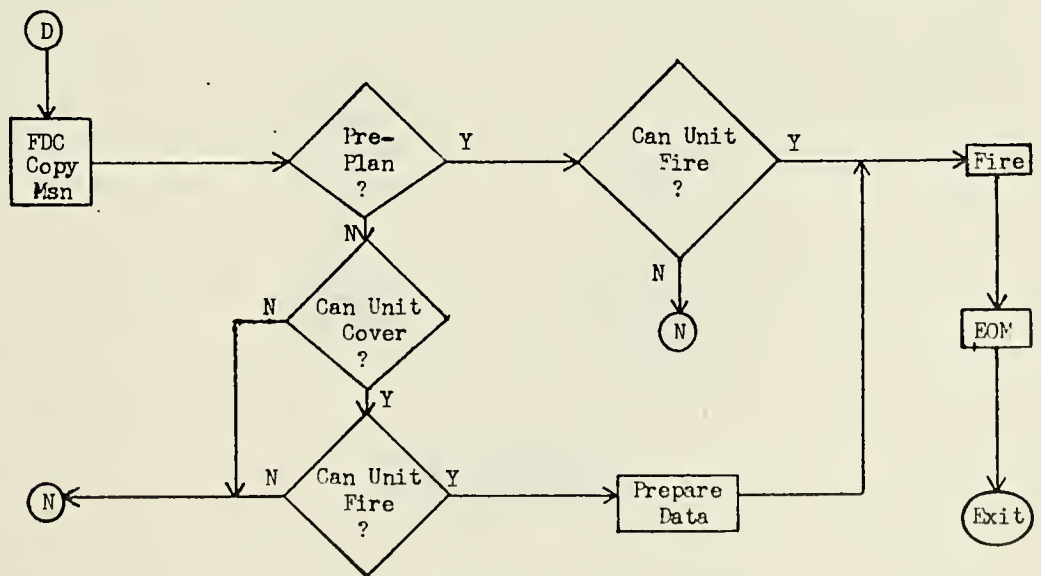 D
FDC
Copy
Msn
Pre-
Plan
?
Y
N
Can Unit
Fire
?
Y
N
N
Fire
EOM
Exit
Can Unit
Cover
?
N
Y
Can Unit
Fire
?
N
Y
N
Prepare
Data